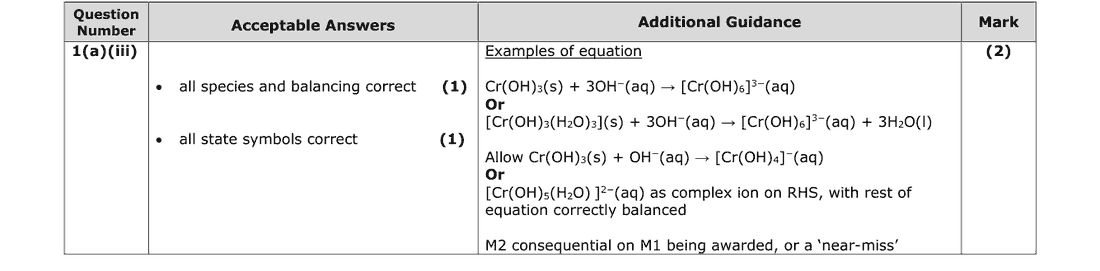 Question Number Acceptable Answers Additional Guidance Mark
1(a)(iii) Examples of equation (2)
• all species and balancing correct (1) Cr(OH)₃(s) + 3OH⁻(aq) → [Cr(OH)₆]³⁻(aq)
Or
[Cr(OH)₃(H₂O)₃](s) + 3OH⁻(aq) → [Cr(OH)₆]³⁻(aq) + 3H₂O(l)
• all state symbols correct (1)
Allow Cr(OH)₃(s) + OH⁻(aq) → [Cr(OH)₄]⁻(aq)
Or
[Cr(OH)₅(H₂O) ]²⁻(aq) as complex ion on RHS, with rest of
equation correctly balanced
M2 consequential on M1 being awarded, or a ‘near-miss’